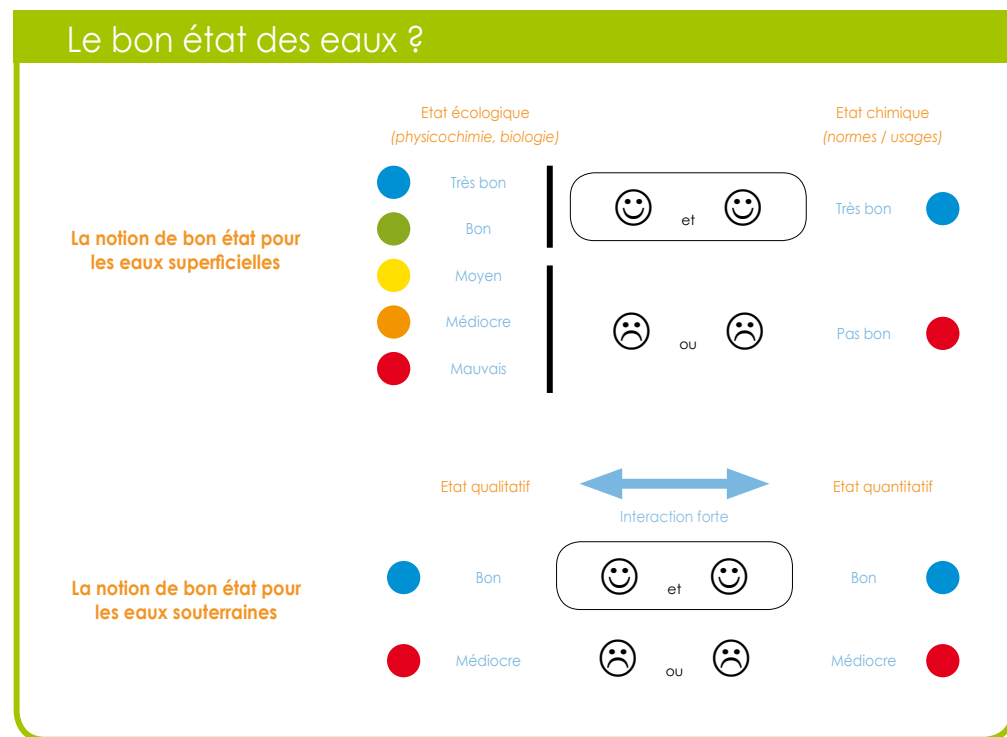 Le bon état des eaux ?
Etat écologique
(physicochimie, biologie)
Etat chimique
(normes / usages)
La notion de bon état pour
les eaux superficielles
Très bon
Bon
Moyen
Médiocre
Mauvais
et
ou
Très bon
Pas bon
Etat qualitatif
Interaction forte
Etat quantitatif
La notion de bon état pour
les eaux souterraines
Bon
et
Bon
Médiocre
ou
Médiocre